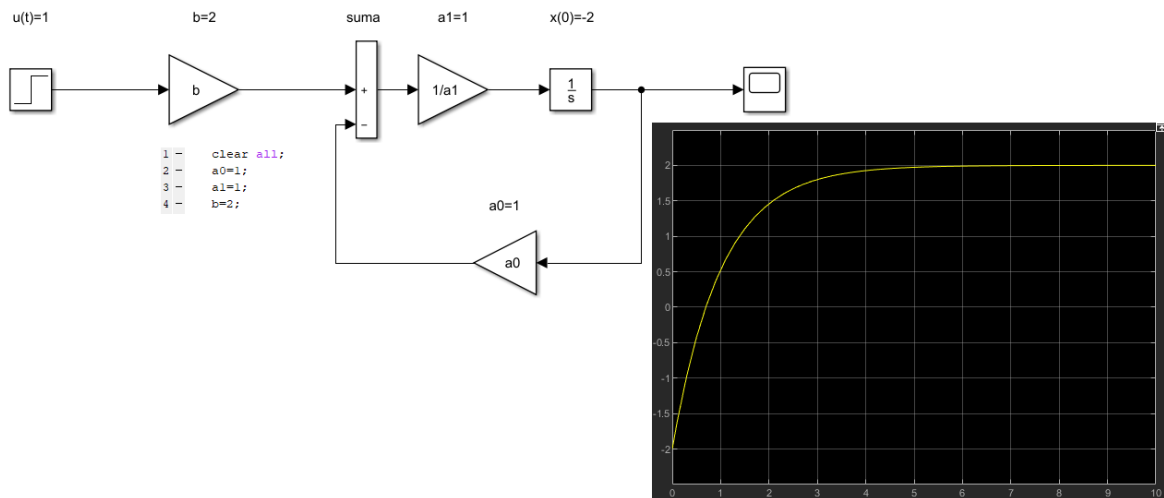 u(t)=1
b=2
suma
a1=1
x(0)=-2
b
+
−
1/a1
1
s
1 − clear all;
2 − a0=1;
3 − a1=1;
4 − b=2;
a0=1
a0
2
1.5
1
0.5
0
-0.5
-1
-1.5
-2
0 1 2 3 4 5 6 7 8 9 10